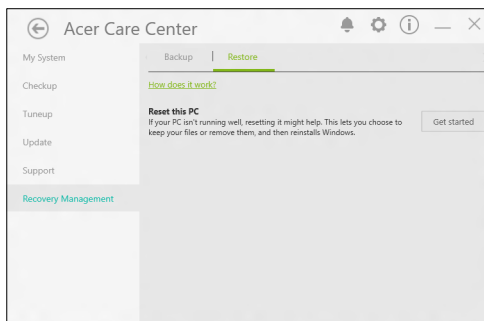 Acer Care Center
My System
Checkup
Tuneup
Update
Support
Recovery Management
Backup | Restore
How does it work?
Reset this PC
If your PC isn't running well, resetting it might help. This lets you choose to
keep your files or remove them, and then reinstalls Windows.
Get started